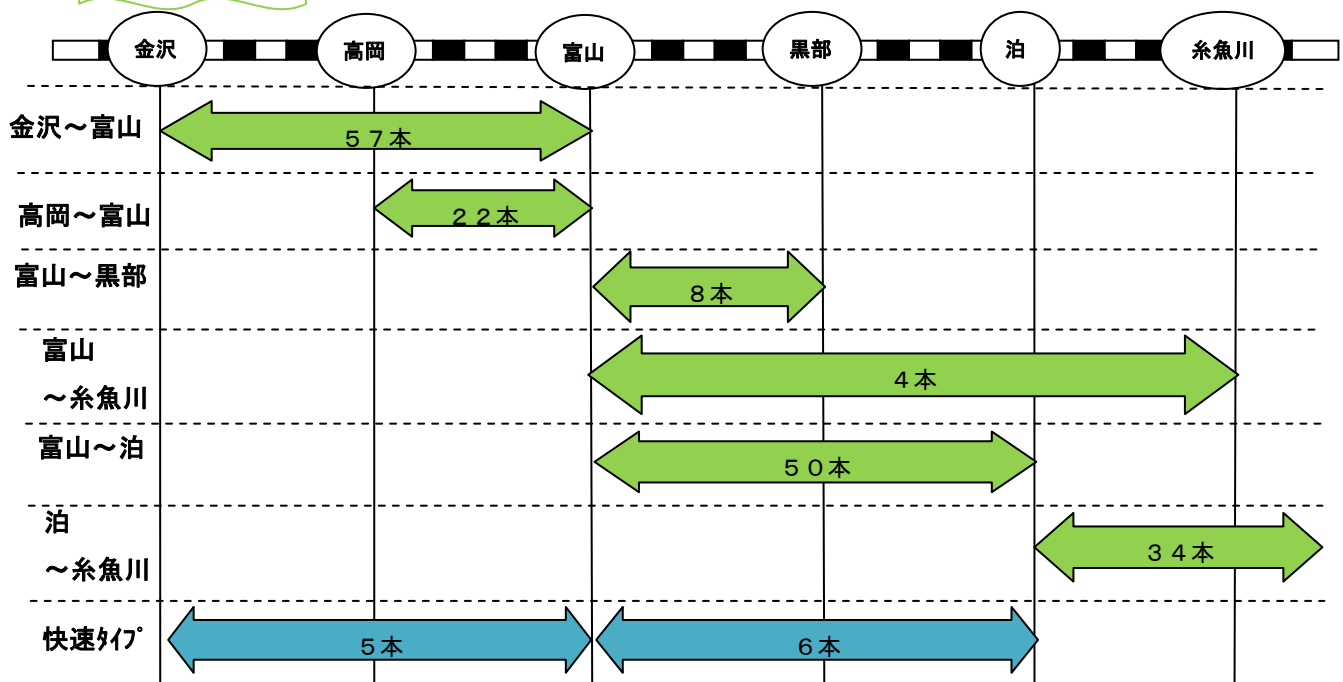 金沢
高岡
富山
黒部
泊
糸魚川
金沢～富山
５７本
高岡～富山
２２本
富山～黒部
８本
富山
～糸魚川
４本
富山～泊
５０本
泊
～糸魚川
３４本
快速ﾀｲﾌﾟ
５本
６本